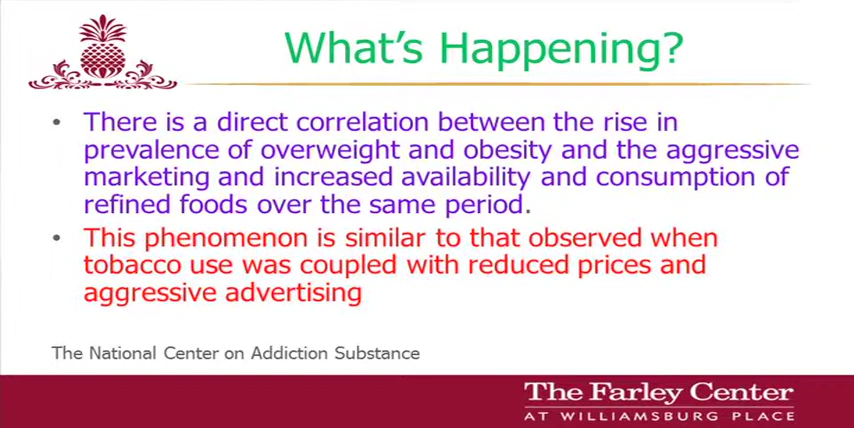 What's Happening?
• There is a direct correlation between the rise in
prevalence of overweight and obesity and the aggressive
marketing and increased availability and consumption of
refined foods over the same period.
• This phenomenon is similar to that observed when
tobacco use was coupled with reduced prices and
aggressive advertising
The National Center on Addiction Substance
The Farley Center
AT WILLIAMSBURG PLACE